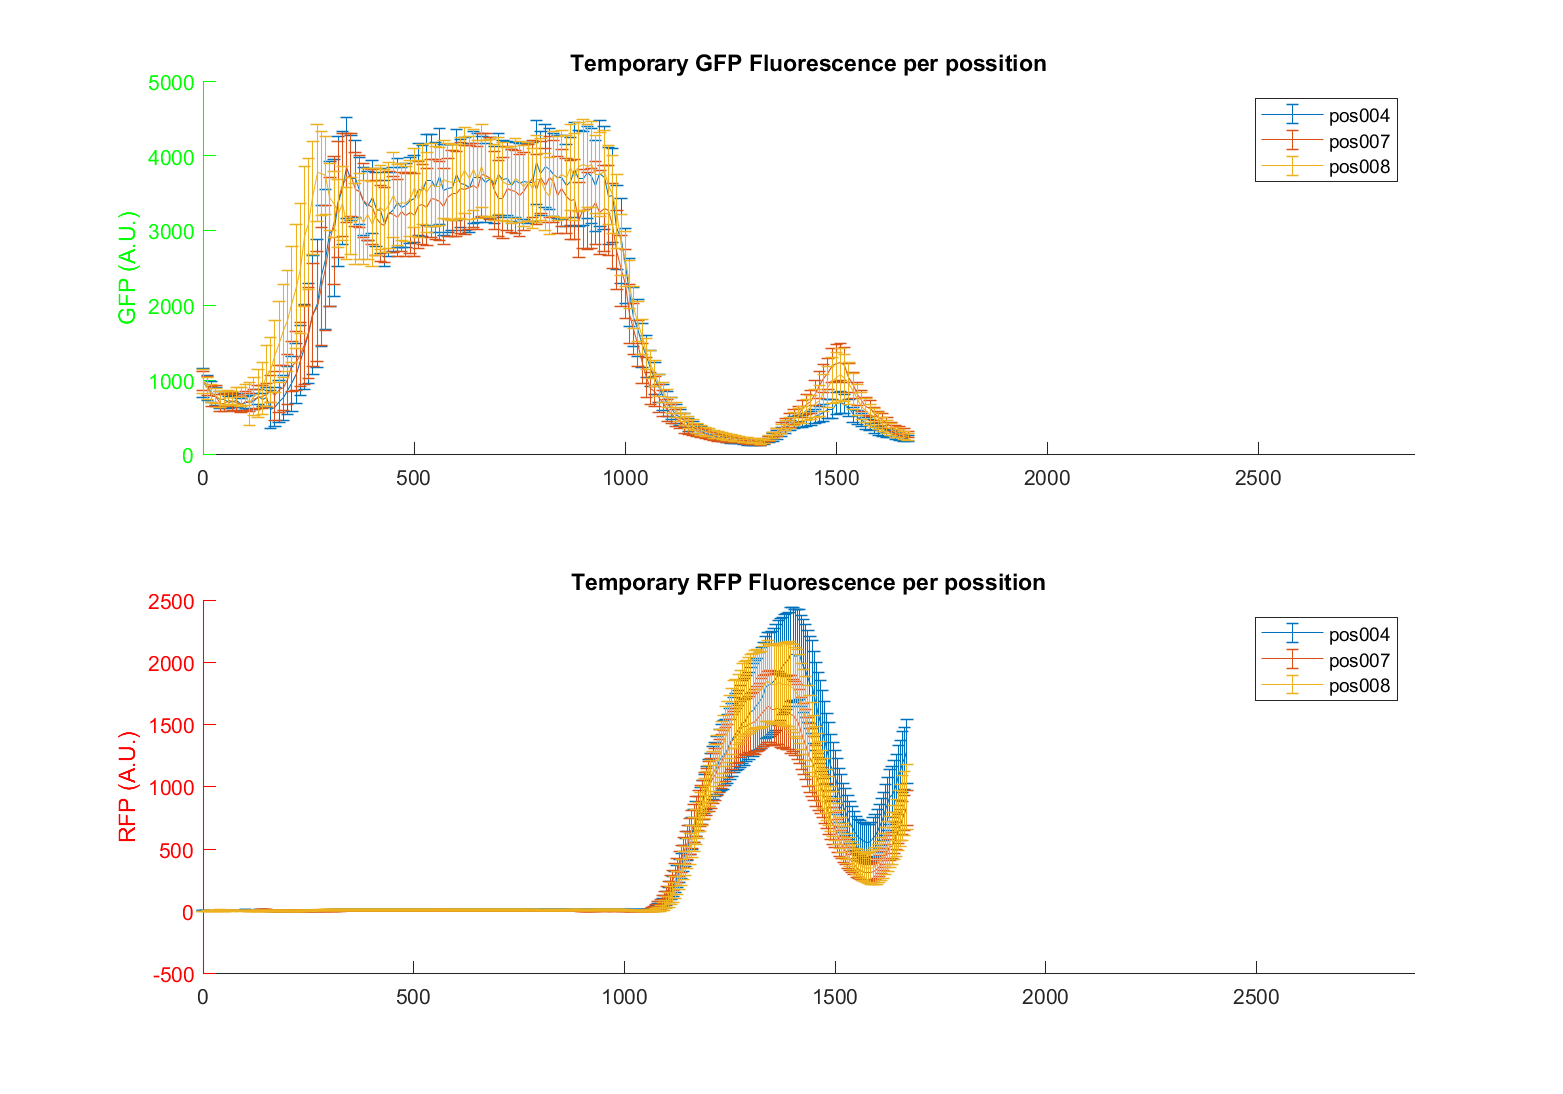 Temporary GFP Fluorescence per possition
5000
4000
3000
2000
1000
0
GFP (A.U.)
0 500 1000 1500 2000 2500
pos004
pos007
pos008
Temporary RFP Fluorescence per possition
2500
2000
1500
1000
500
0
-500
RFP (A.U.)
0 500 1000 1500 2000 2500
pos004
pos007
pos008